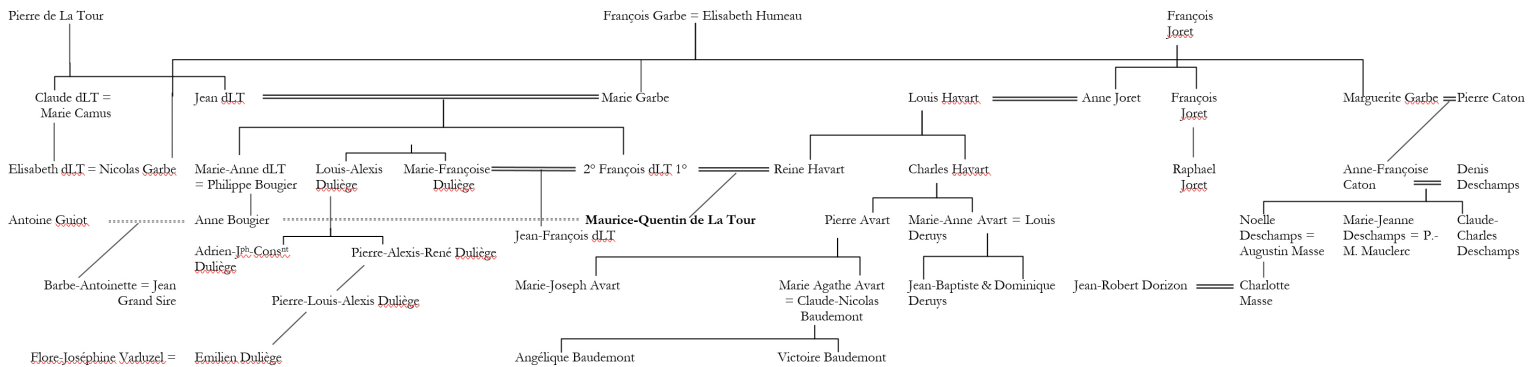 Pierre de La Tour
François Garbe = Elisabeth Humeau
François
Joret
Claude dLT =
Marie Camus
Jean dLT
Marie Garbe
Louis Havart
Anne Joret
François
Joret
Marguerite Garbe
Pierre Caton
Elisabeth dLT = Nicolas Garbe
Marie-Anne dLT
= Philippe Bougier
Louis-Alexis
Duliège
Marie-Françoise
Duliège
2° François dLT 1°
Reine Havart
Charles Havart
Raphael
Joret
Anne-Françoise
Caton
Denis
Deschamps
Antoine Guiot
Anne Bougier
Maurice-Quentin de La Tour
Jean-François dLT
Pierre Avart
Marie-Anne Avart = Louis
Deruys
Noelle
Deschamps =
Augustin Masse
Marie-Jeanne
Deschamps = P.-
M. Mauclerc
Claude-
Charles
Deschamps
Adrien-Jph-Consnt
Duliège
Pierre-Alexis-René Duliège
Barbe-Antoinette = Jean
Grand Sire
Pierre-Louis-Alexis Duliège
Marie-Joseph Avart
Marie Agathe Avart
= Claude-Nicolas
Baudemont
Jean-Baptiste & Dominique
Deruys
Jean-Robert Dorizon
Charlotte
Masse
Flore-Joséphine Varluzel =
Emilien Duliège
Angélique Baudemont
Victoire Baudemont